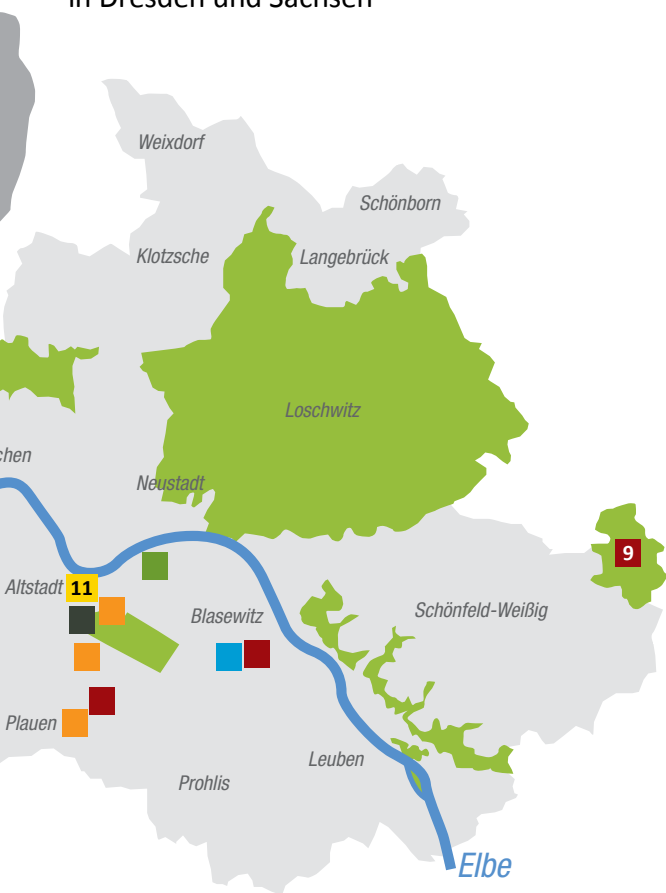 in Dresden und Sachsen
Weixdorf
Schönborn
Klotzsche
Langebrück
Loschwitz
chen
Neustadt
9
Altstadt 11
Blasewitz
Schönfeld-Weißig
Plauen
Leuben
Prohlis
Elbe